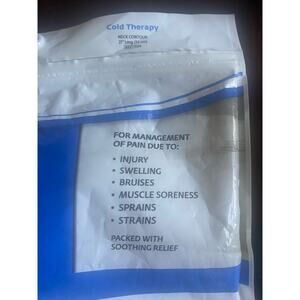 Cold Therapy
NECK CONTOUR
FOR MANAGEMENT
OF PAIN DUE TO:
• INJURY
• SWELLING
• BRUISES
• MUSCLE SORENESS
• SPRAINS
• STRAINS
PACKED WITH
SOOTHING RELIEF